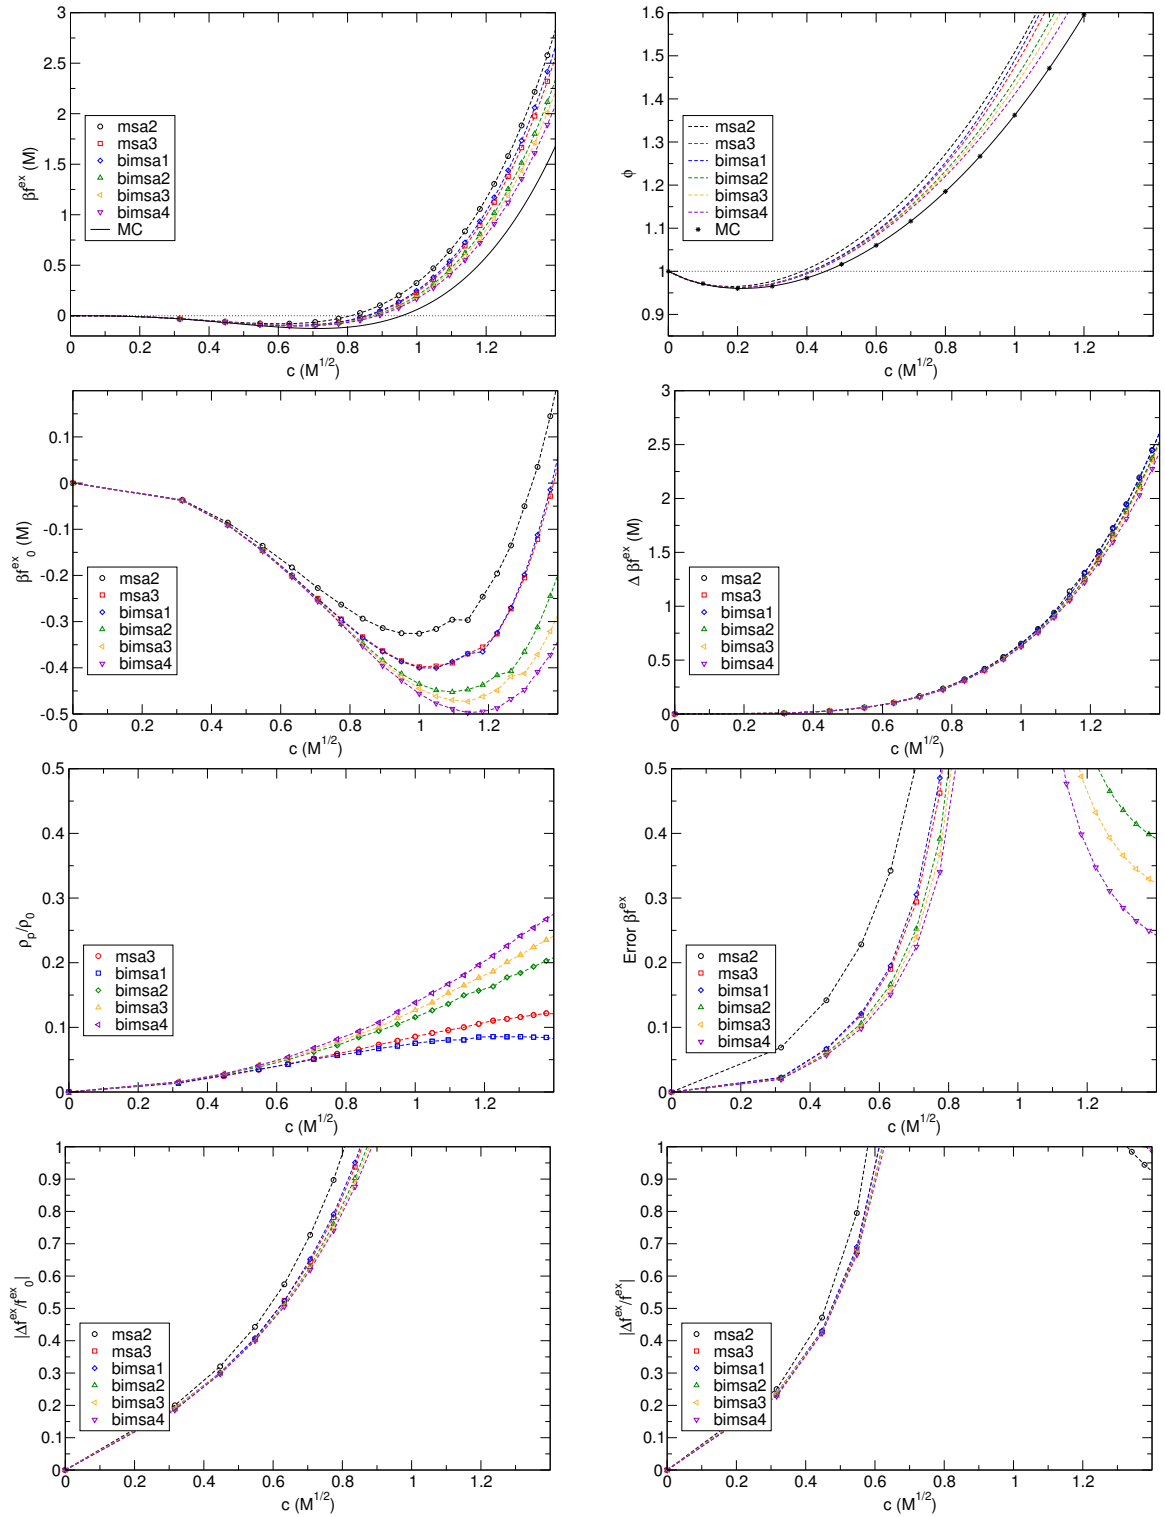 3
2.5
2
1.5
1
0.5
0
βf^ex (M)
msa2
msa3
bimsa1
bimsa2
bimsa3
bimsa4
MC
0 0.2 0.4 0.6 0.8 1 1.2
c (M^1/2)
1.6
1.5
1.4
1.3
1.2
1.1
1
0.9
ϕ
msa2
msa3
bimsa1
bimsa2
bimsa3
bimsa4
MC
0 0.2 0.4 0.6 0.8 1 1.2
c (M^1/2)
0.1
0
-0.1
-0.2
-0.3
-0.4
-0.5
βf^ex_0 (M)
msa2
msa3
bimsa1
bimsa2
bimsa3
bimsa4
0 0.2 0.4 0.6 0.8 1 1.2
c (M^1/2)
3
2.5
2
1.5
1
0.5
0
Δ βf^ex (M)
msa2
msa3
bimsa1
bimsa2
bimsa3
bimsa4
0 0.2 0.4 0.6 0.8 1 1.2
c (M^1/2)
0.5
0.4
0.3
0.2
0.1
0
ρ_p/ρ_0
msa3
bimsa1
bimsa2
bimsa3
bimsa4
0 0.2 0.4 0.6 0.8 1 1.2
c (M^1/2)
0.5
0.4
0.3
0.2
0.1
0
Error βf^ex
msa2
msa3
bimsa1
bimsa2
bimsa3
bimsa4
0 0.2 0.4 0.6 0.8 1 1.2
c (M^1/2)
1
0.9
0.8
0.7
0.6
0.5
0.4
0.3
0.2
0.1
0
|Δf^ex/f^ex_0|
msa2
msa3
bimsa1
bimsa2
bimsa3
bimsa4
0 0.2 0.4 0.6 0.8 1 1.2
c (M^1/2)
1
0.9
0.8
0.7
0.6
0.5
0.4
0.3
0.2
0.1
0
|Δf^ex/f^ex|
msa2
msa3
bimsa1
bimsa2
bimsa3
bimsa4
0 0.2 0.4 0.6 0.8 1 1.2
c (M^1/2)